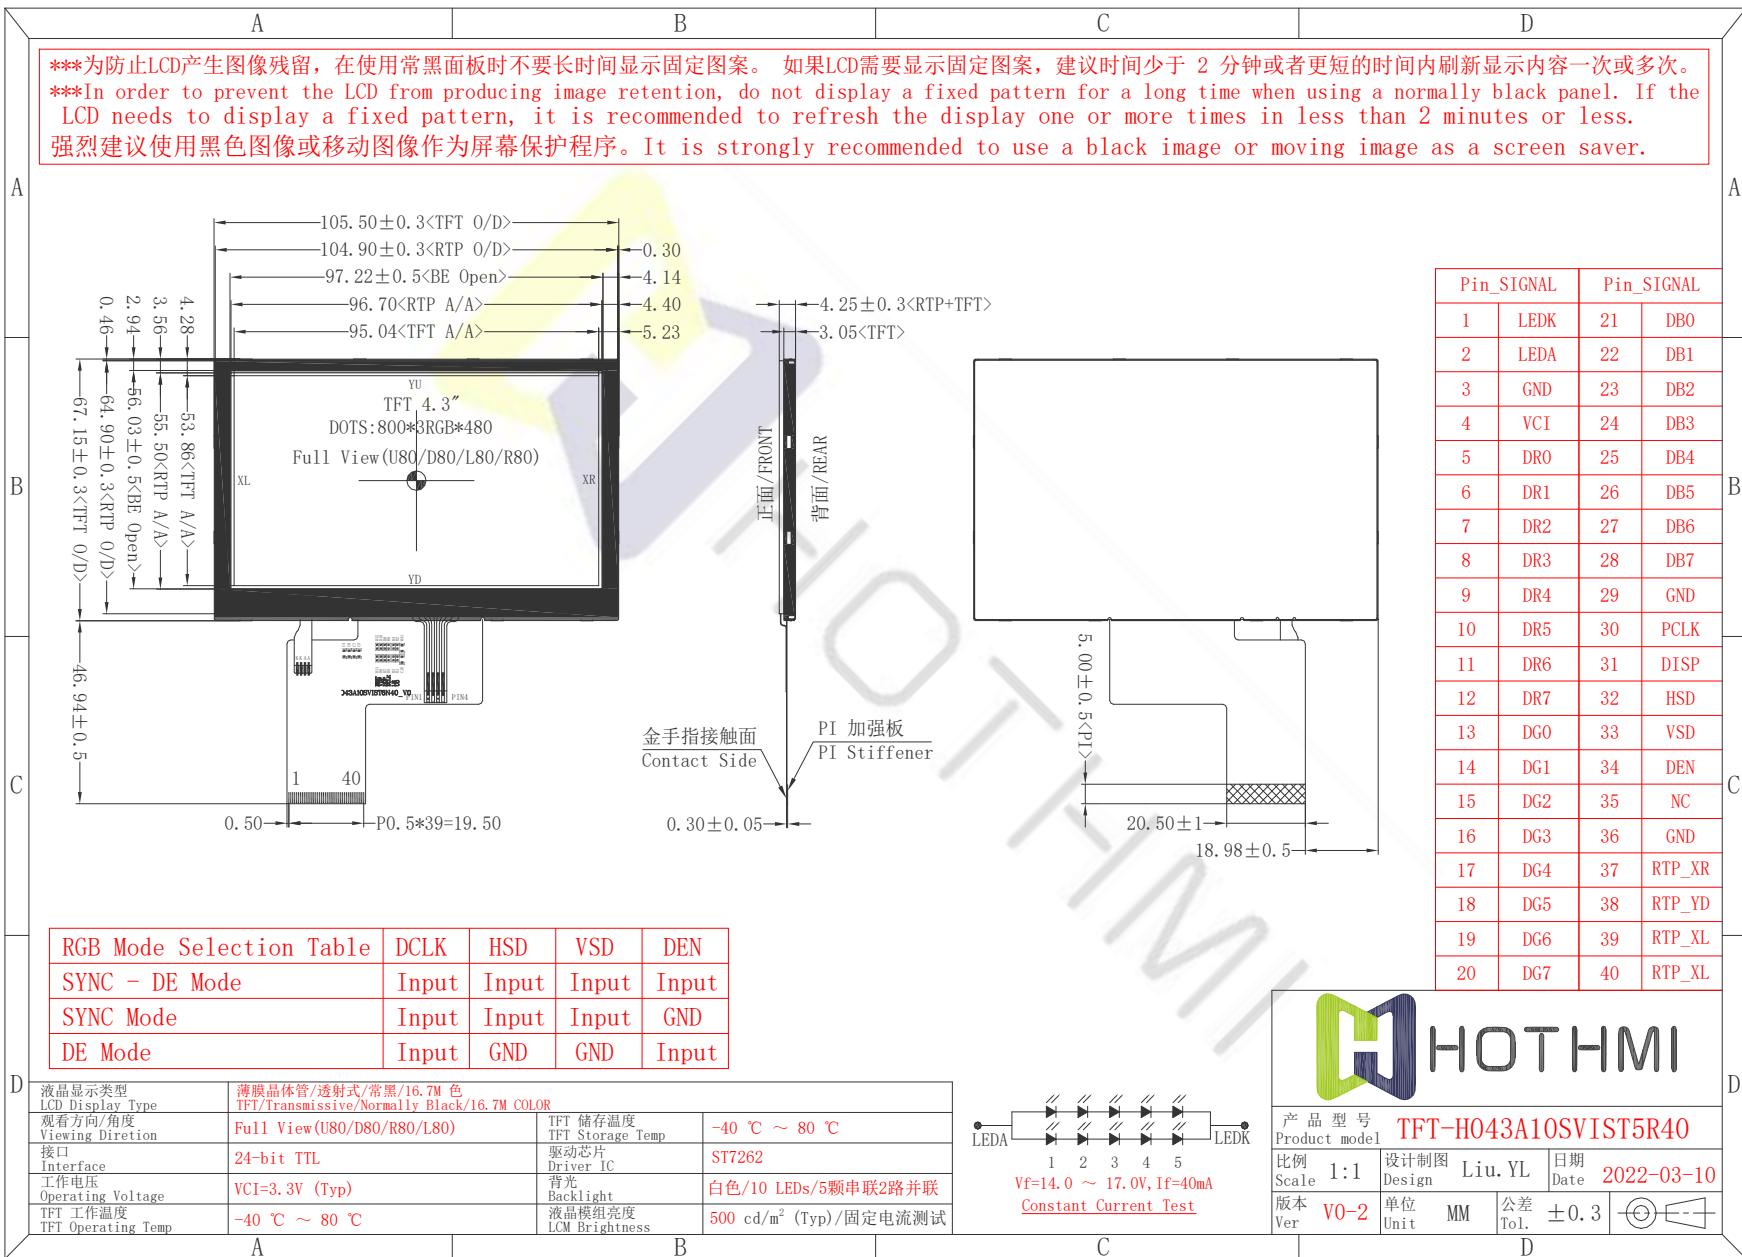 A B C D
***为防止LCD产生图像残留，在使用常黑面板时不要长时间显示固定图案。 如果LCD需要显示固定图案，建议时间少于 2 分钟或者更短的时间内刷新显示内容一次或多次。
***In order to prevent the LCD from producing image retention, do not display a fixed pattern for a long time when using a normally black panel. If the
LCD needs to display a fixed pattern, it is recommended to refresh the display one or more times in less than 2 minutes or less.
强烈建议使用黑色图像或移动图像作为屏幕保护程序。It is strongly recommended to use a black image or moving image as a screen saver.
A
B
C
D
105.50±0.3<TFT O/D>
104.90±0.3<RTP O/D> 0.30
97.22±0.5<BE Open> 4.14
96.70<RTP A/A> 4.40
95.04<TFT A/A> 5.23
0.46
2.94
3.56
4.28
67.15±0.3<TFT O/D>
64.90±0.3<RTP O/D>
56.03±0.5<BE Open>
55.50<RTP A/A>
53.86<TFT A/A>
46.94±0.5
YU
TFT 4.3"
DOTS:800*3RGB*480
Full View(U80/D80/L80/R80)
XL XR
YD
PIN1 PIN4
1 40
0.50 P0.5*39=19.50
4.25±0.3<RTP+TFT>
3.05<TFT>
正面/FRONT
背面/REAR
金手指接触面
Contact Side
PI 加强板
PI Stiffener
0.30±0.05
5.00±0.5<PI>
20.50±1
18.98±0.5
HOTHMI
Pin_SIGNAL Pin_SIGNAL
1 LEDK 21 DB0
2 LEDA 22 DB1
3 GND 23 DB2
4 VCI 24 DB3
5 DR0 25 DB4
6 DR1 26 DB5
7 DR2 27 DB6
8 DR3 28 DB7
9 DR4 29 GND
10 DR5 30 PCLK
11 DR6 31 DISP
12 DR7 32 HSD
13 DG0 33 VSD
14 DG1 34 DEN
15 DG2 35 NC
16 DG3 36 GND
17 DG4 37 RTP_XR
18 DG5 38 RTP_YD
19 DG6 39 RTP_XL
20 DG7 40 RTP_XL
A
B
C
D
RGB Mode Selection Table DCLK HSD VSD DEN
SYNC - DE Mode Input Input Input Input
SYNC Mode Input Input Input GND
DE Mode Input GND GND Input
液晶显示类型
LCD Display Type
薄膜晶体管/透射式/常黑/16.7M 色
TFT/Transmissive/Normally Black/16.7M COLOR
观看方向/角度
Viewing Diretion
Full View(U80/D80/R80/L80)
TFT 储存温度
TFT Storage Temp
-40 ℃ ～ 80 ℃
接口
Interface
24-bit TTL
驱动芯片
Driver IC
ST7262
工作电压
Operating Voltage
VCI=3.3V (Typ)
背光
Backlight
白色/10 LEDs/5颗串联2路并联
TFT 工作温度
TFT Operating Temp
-40 ℃ ～ 80 ℃
液晶模组亮度
LCM Brightness
500 cd/m² (Typ)/固定电流测试
LEDA LEDK
1 2 3 4 5
Vf=14.0 ～ 17.0V,If=40mA
Constant Current Test
HOTHMI
产 品 型 号
Product model
TFT-H043A10SVIST5R40
比例
Scale
1:1
设计制图
Design
Liu.YL
日期
Date
2022-03-10
版本
Ver
V0-2
单位
Unit
MM
公差
Tol.
±0.3
A B C D